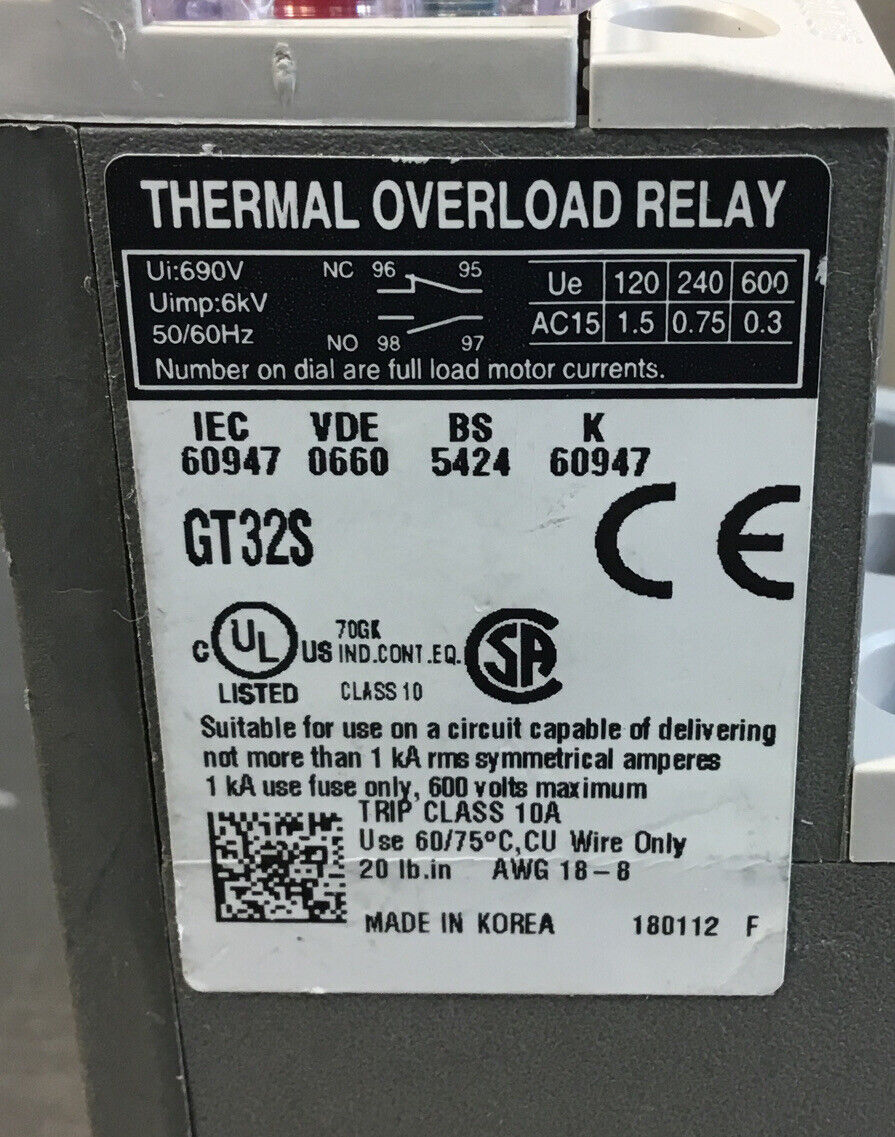 THERMAL OVERLOAD RELAY
Ui:690V NC 96 95 Ue 120 240 600
Uimp:6kV
50/60Hz NO 98 97 AC15 1.5 0.75 0.3
Number on dial are full load motor currents.
IEC VDE BS K
60947 0660 5424 60947
GT32S CE
C UL US 70GK
IND.CONT.EQ. SA
LISTED CLASS 10
Suitable for use on a circuit capable of delivering
not more than 1 kA rms symmetrical amperes
1 kA use fuse only, 600 volts maximum
TRIP CLASS 10A
Use 60/75ºC,CU Wire Only
20 lb.in AWG 18-8
MADE IN KOREA 180112 F